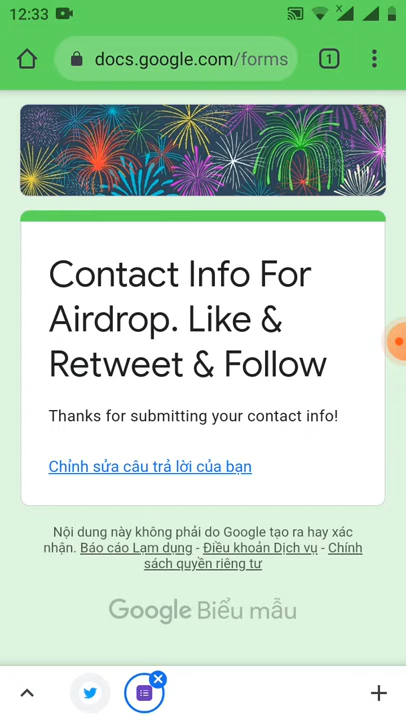 12:33
docs.google.com/forms
1
Contact Info For
Airdrop. Like &
Retweet & Follow
Thanks for submitting your contact info!
Chỉnh sửa câu trả lời của bạn
Nội dung này không phải do Google tạo ra hay xác
nhận. Báo cáo Lạm dụng - Điều khoản Dịch vụ - Chính
sách quyền riêng tư
Google Biểu mẫu